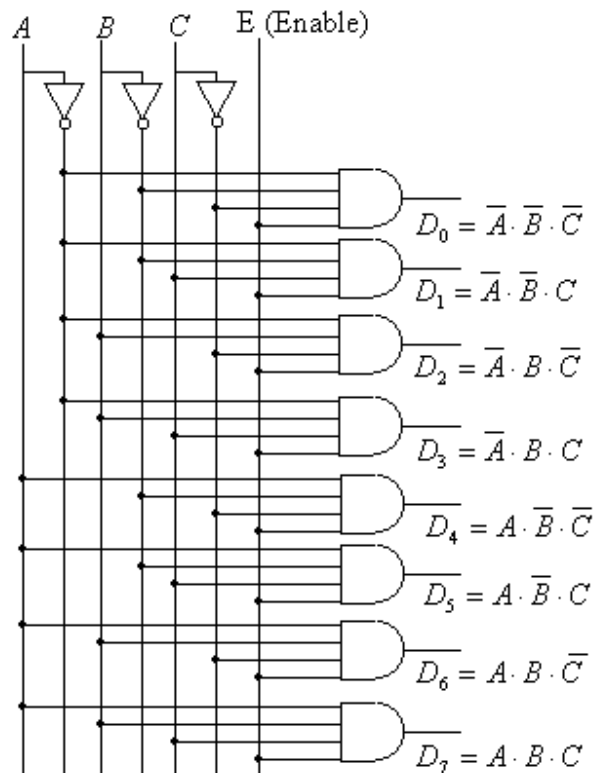 A B C E (Enable)
D₀ = A̅ · B̅ · C̅
D₁ = A̅ · B̅ · C
D₂ = A̅ · B · C̅
D₃ = A̅ · B · C
D₄ = A · B̅ · C̅
D₅ = A · B̅ · C
D₆ = A · B · C̅
D₇ = A · B · C